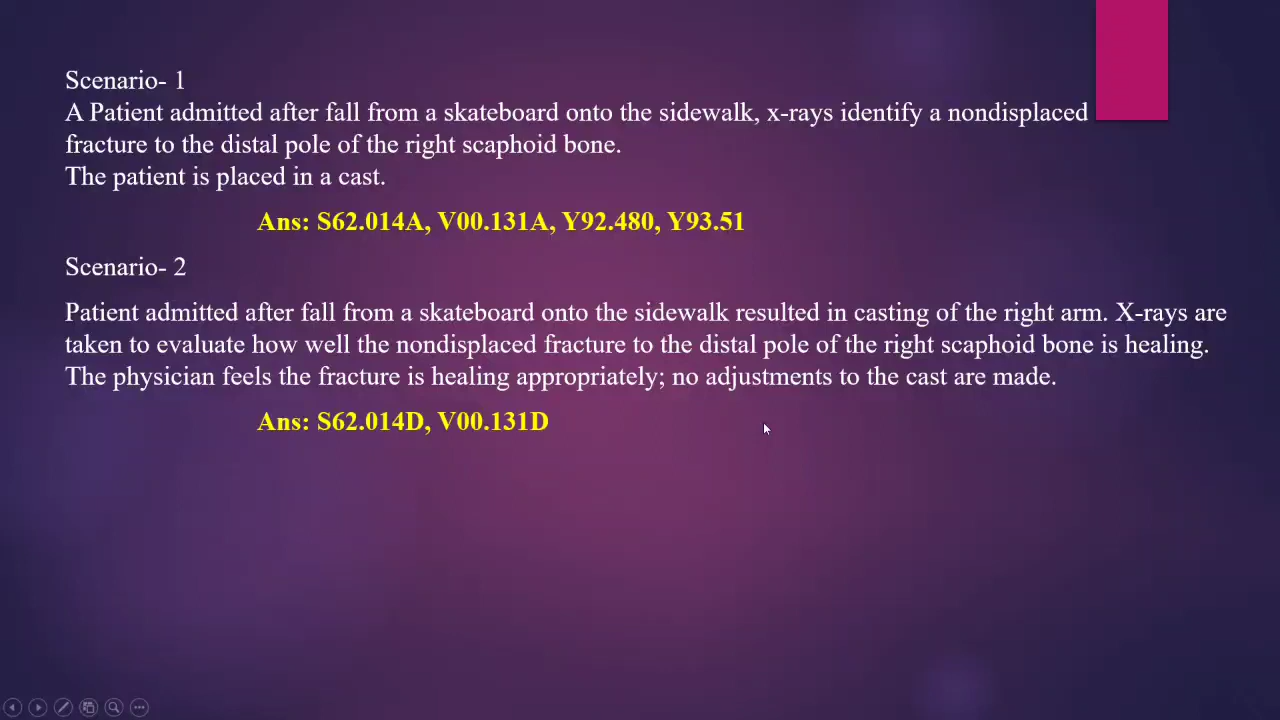 Scenario- 1
A Patient admitted after fall from a skateboard onto the sidewalk, x-rays identify a nondisplaced
fracture to the distal pole of the right scaphoid bone.
The patient is placed in a cast.
Ans: S62.014A, V00.131A, Y92.480, Y93.51
Scenario- 2
Patient admitted after fall from a skateboard onto the sidewalk resulted in casting of the right arm. X-rays are
taken to evaluate how well the nondisplaced fracture to the distal pole of the right scaphoid bone is healing.
The physician feels the fracture is healing appropriately; no adjustments to the cast are made.
Ans: S62.014D, V00.131D